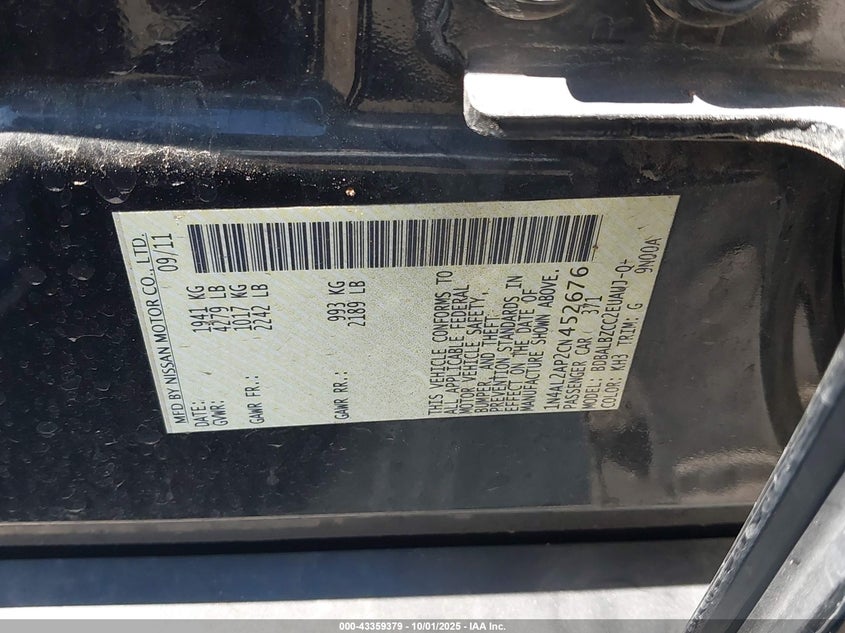 MFD BY NISSAN MOTOR CO., LTD.
DATE: 09/11
GVWR: 1941 KG
4279 LB
GAWR FR.: 1017 KG
2242 LB
GAWR RR.: 993 KG
2189 LB
THIS VEHICLE CONFORMS TO
ALL APPLICABLE FEDERAL
MOTOR VEHICLE SAFETY,
BUMPER, AND THEFT
PREVENTION STANDARDS IN
EFFECT ON THE DATE OF
MANUFACTURE SHOWN ABOVE.
1N4AL2AP2CN452676
PASSENGER CAR 371
MODEL: BDBALBZCC2EUAWJ-Q+
COLOR: KH3 TRIM: G 9N00A
000-43359379 - 10/01/2025 - IAA Inc.